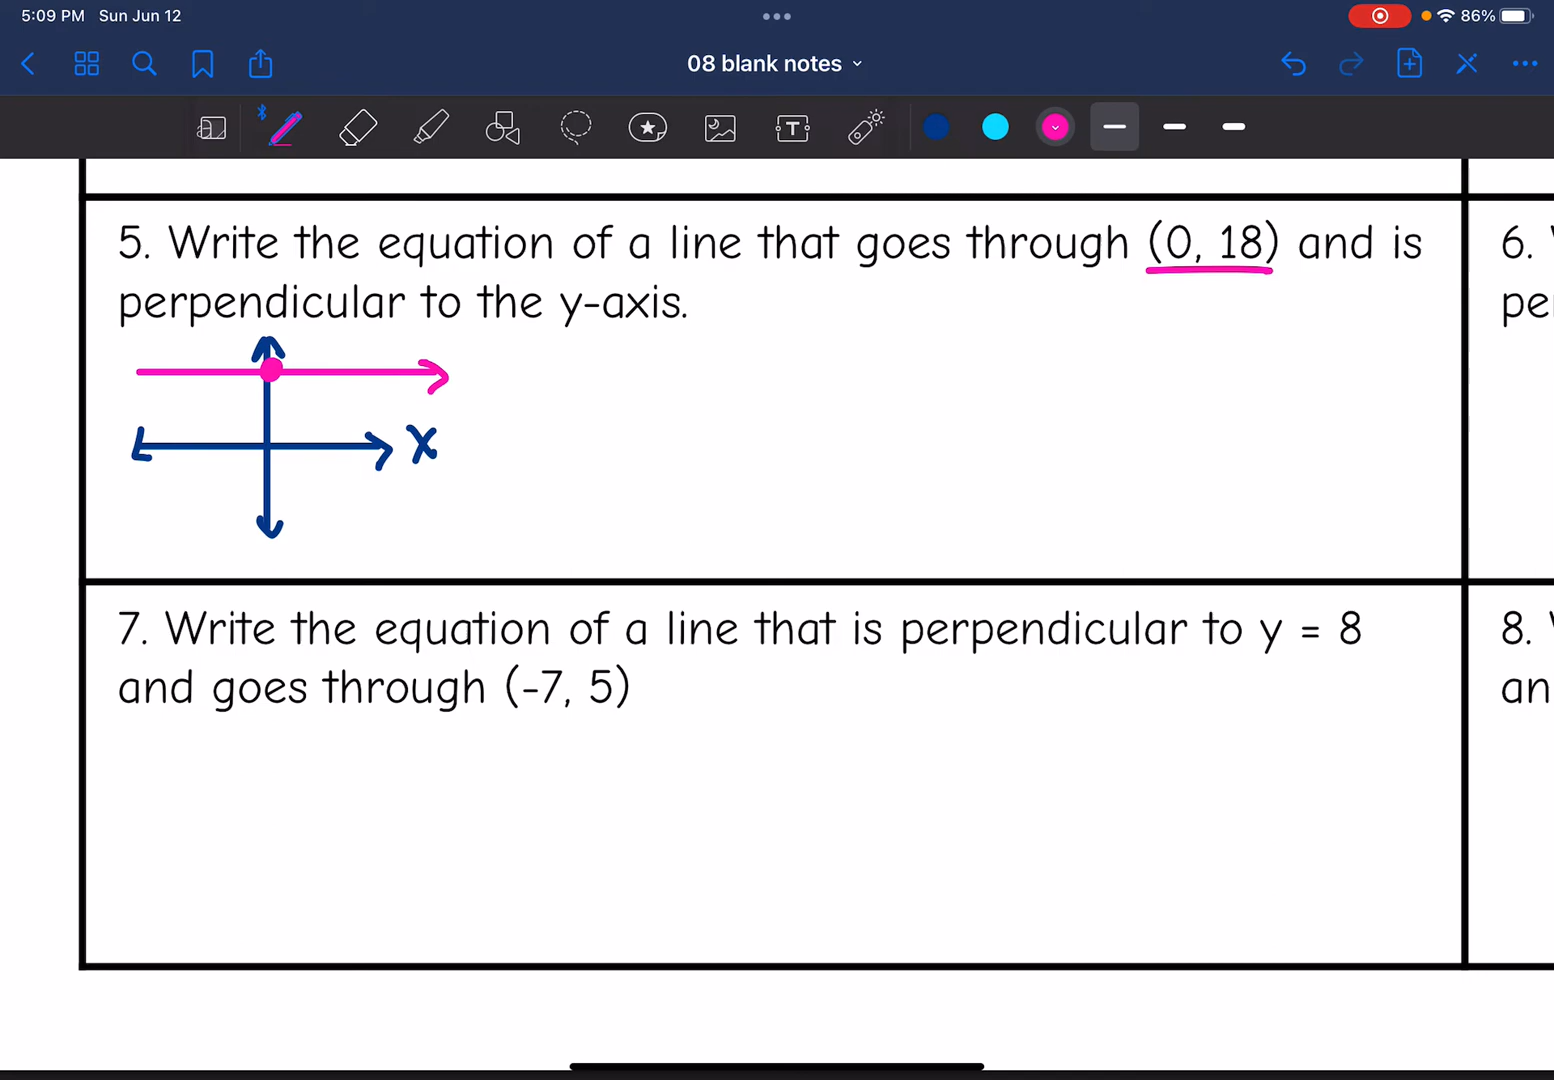 5:09 PM Sun Jun 12
86%
08 blank notes
T
5. Write the equation of a line that goes through (0, 18) and is
perpendicular to the y-axis.
x
6.
pe
7. Write the equation of a line that is perpendicular to y = 8
and goes through (-7, 5)
8.
an